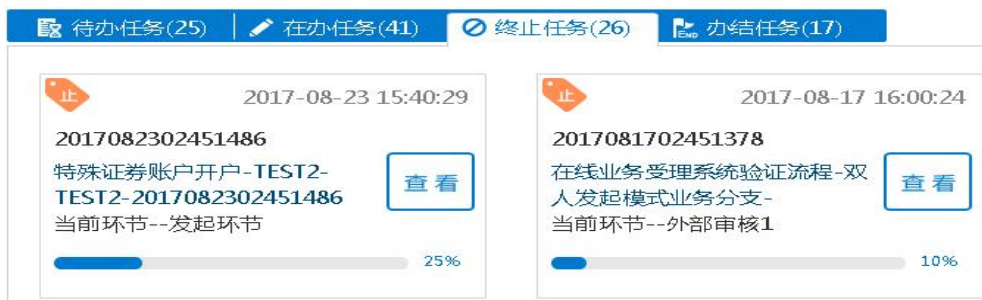 待办任务(25) 在办任务(41) 终止任务(26) END 办结任务(17)
止 2017-08-23 15:40:29
2017082302451486
特殊证券账户开户-TEST2-
TEST2-2017082302451486
查看
当前环节--发起环节
25%
止 2017-08-17 16:00:24
2017081702451378
在线业务受理系统验证流程-双
人发起模式业务分支-
查看
当前环节--外部审核1
10%